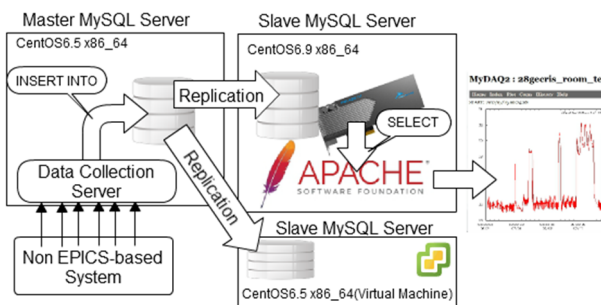 Master MySQL Server
CentOS6.5 x86_64
INSERT INTO
Data Collection
Server
Non EPICS-based
System
Replication
Replication
Slave MySQL Server
CentOS6.9 x86_64
SELECT
APACHE
SOFTWARE FOUNDATION
Slave MySQL Server
CentOS6.5 x86_64(Virtual Machine)
MyDAQ2 : 28gecris_room_te